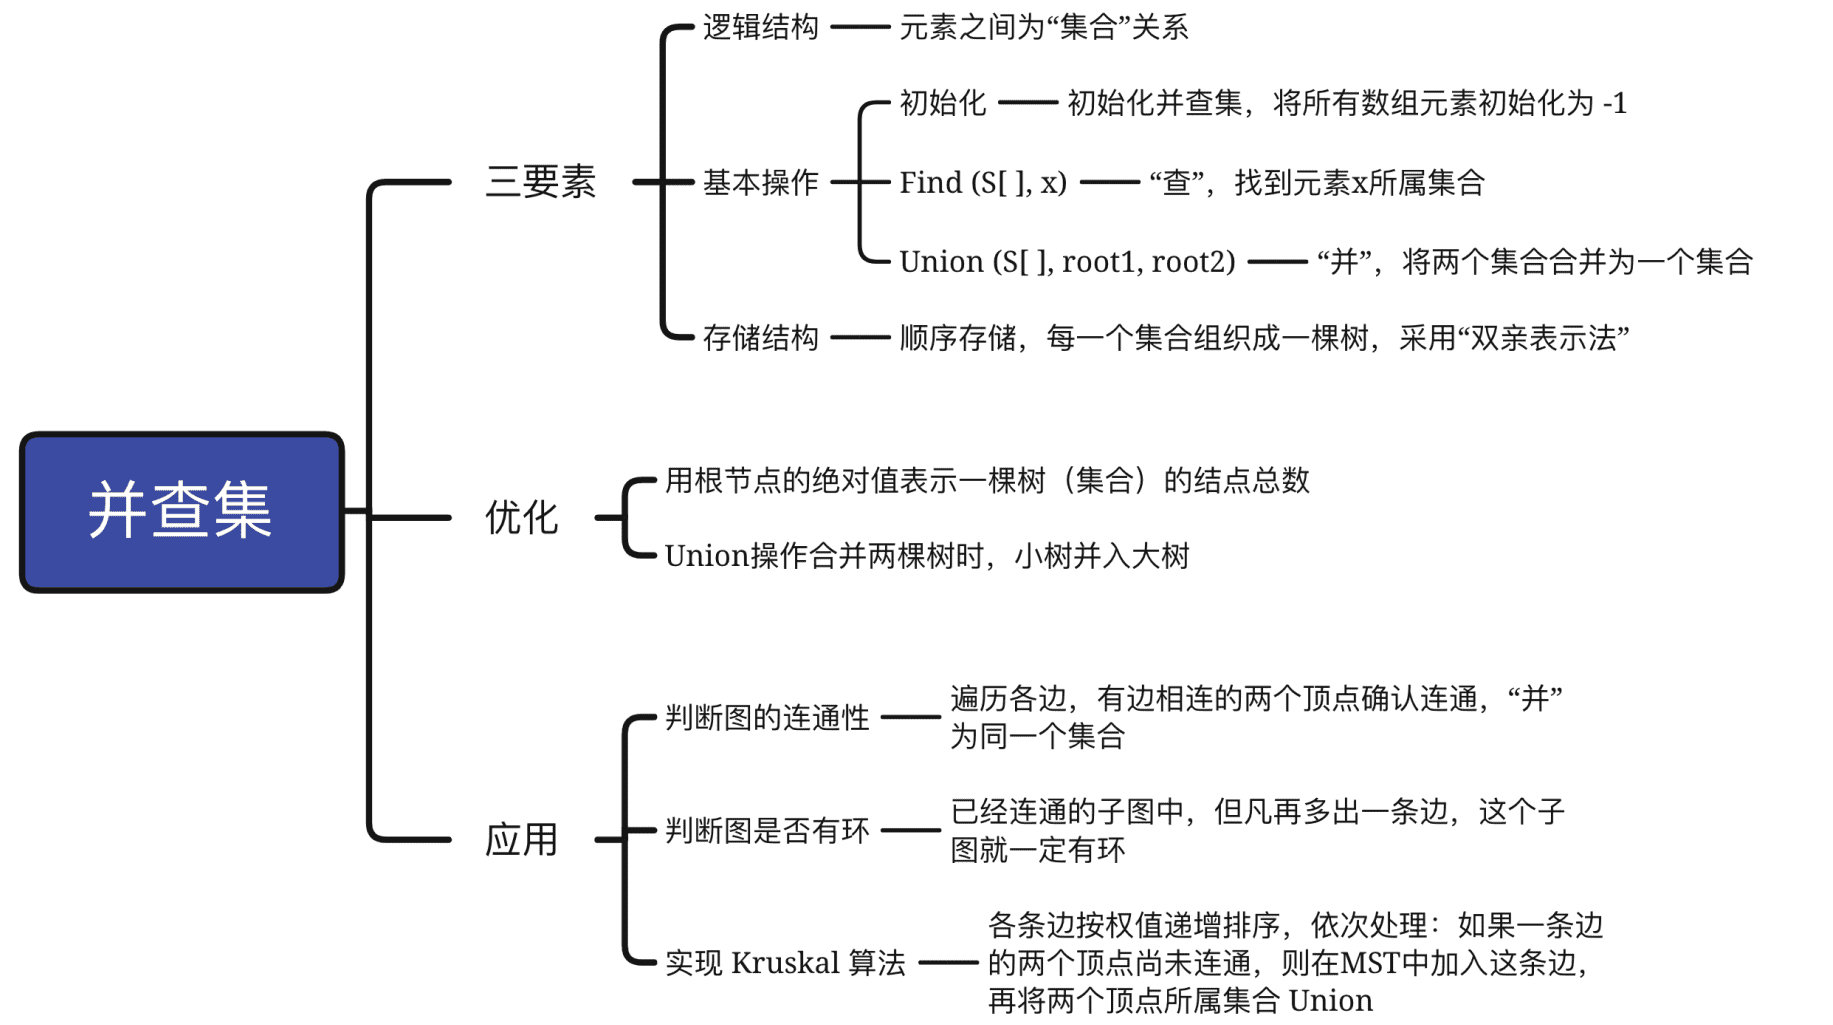 并查集
三要素
逻辑结构
元素之间为“集合”关系
基本操作
初始化
初始化并查集，将所有数组元素初始化为 -1
Find (S[ ], x)
“查”，找到元素x所属集合
Union (S[ ], root1, root2)
“并”，将两个集合合并为一个集合
存储结构
顺序存储，每一个集合组织成一棵树，采用“双亲表示法”
优化
用根节点的绝对值表示一棵树（集合）的结点总数
Union操作合并两棵树时，小树并入大树
应用
判断图的连通性
遍历各边，有边相连的两个顶点确认连通，“并”
为同一个集合
判断图是否有环
已经连通的子图中，但凡再多出一条边，这个子
图就一定有环
实现 Kruskal 算法
各条边按权值递增排序，依次处理：如果一条边
的两个顶点尚未连通，则在MST中加入这条边，
再将两个顶点所属集合 Union